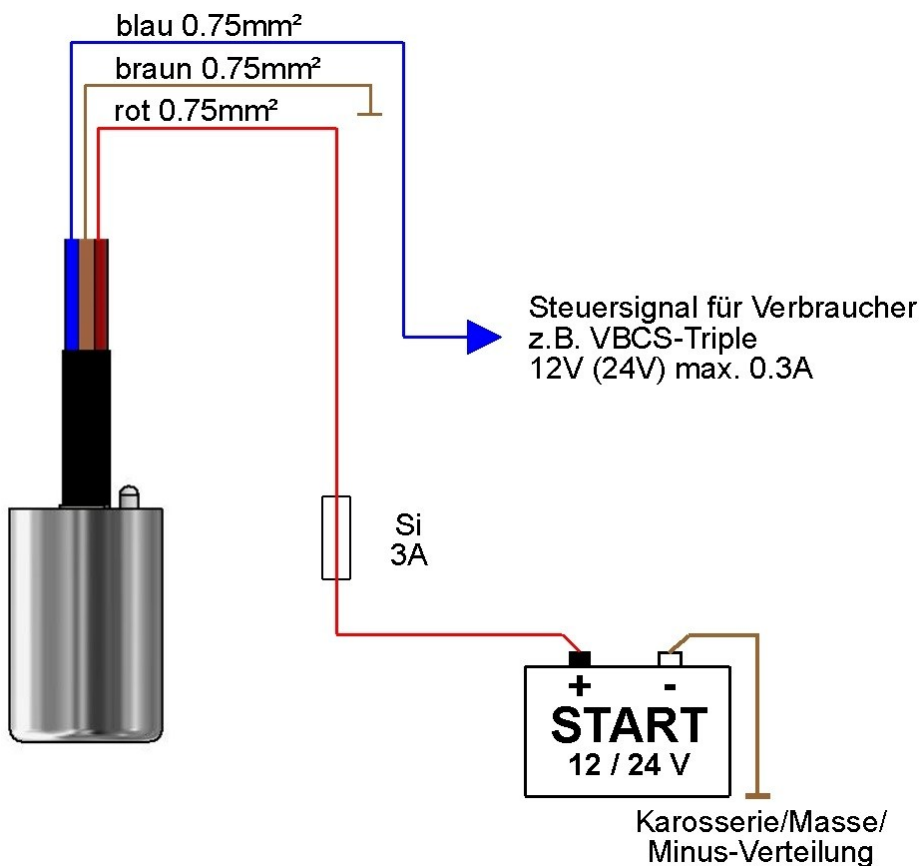 blau 0.75mm²
braun 0.75mm²
rot 0.75mm²
Steuersignal für Verbraucher
z.B. VBCS-Triple
12V (24V) max. 0.3A
Si
3A
+ -
START
12 / 24 V
Karosserie/Masse/
Minus-Verteilung